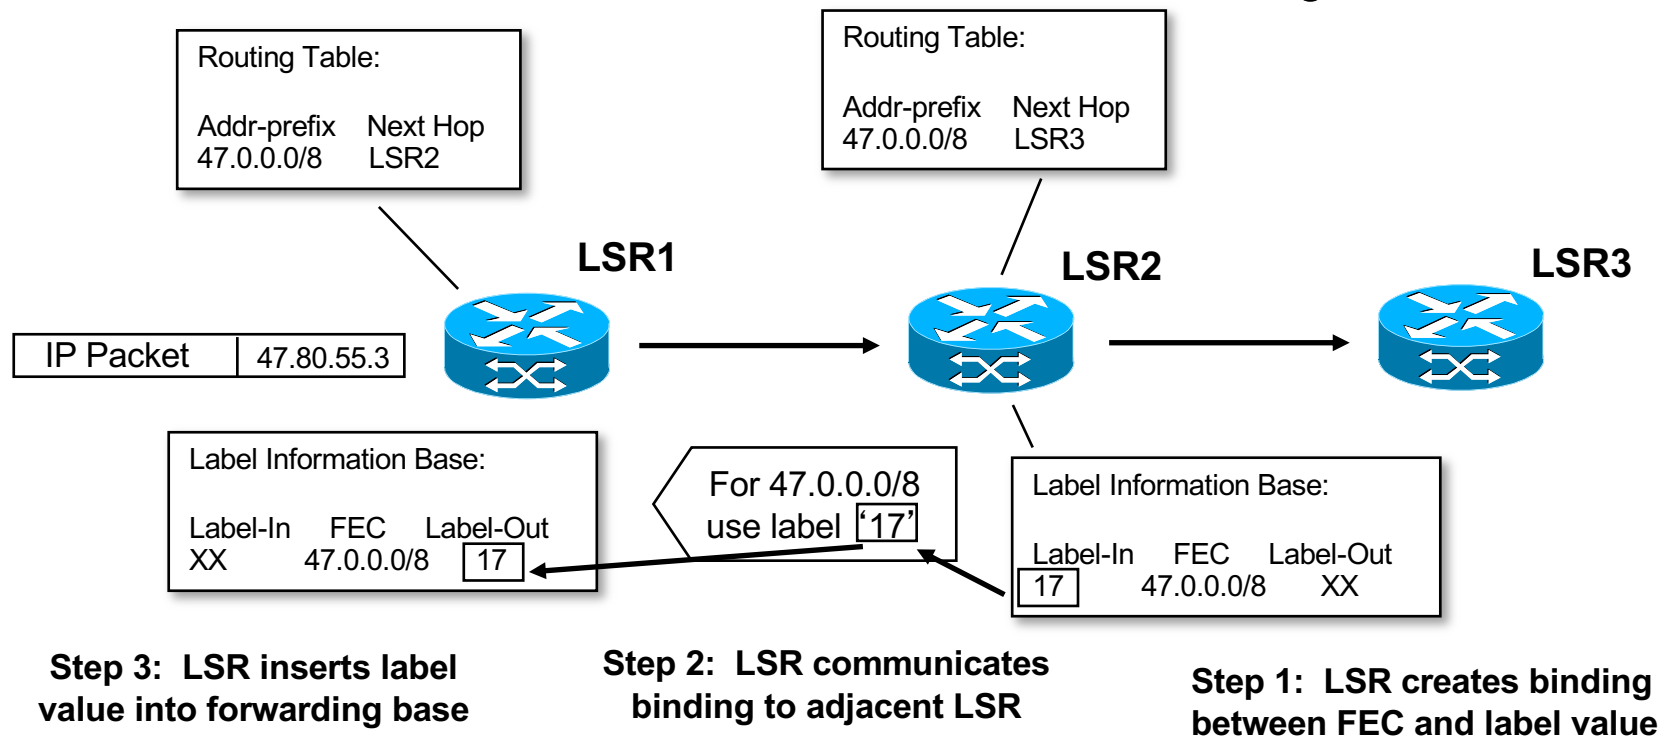 Routing Table:
Addr-prefix Next Hop
47.0.0.0/8 LSR2
Routing Table:
Addr-prefix Next Hop
47.0.0.0/8 LSR3
LSR1
LSR2
LSR3
IP Packet 47.80.55.3
Label Information Base:
Label-In FEC Label-Out
XX 47.0.0.0/8 17
For 47.0.0.0/8
use label ‘17’
Label Information Base:
Label-In FEC Label-Out
17 47.0.0.0/8 XX
Step 3: LSR inserts label
value into forwarding base
Step 2: LSR communicates
binding to adjacent LSR
Step 1: LSR creates binding
between FEC and label value